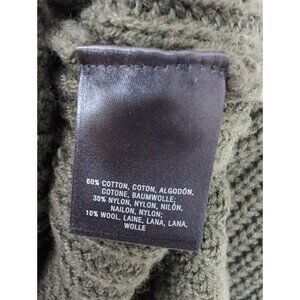 60% COTTON, COTON, ALGODÓN,
COTONE, BAUMWOLLE;
30% NYLON, NYLON, NILÓN,
NAILON, NYLON;
10% WOOL, LAINE, LANA, LANA,
WOLLE